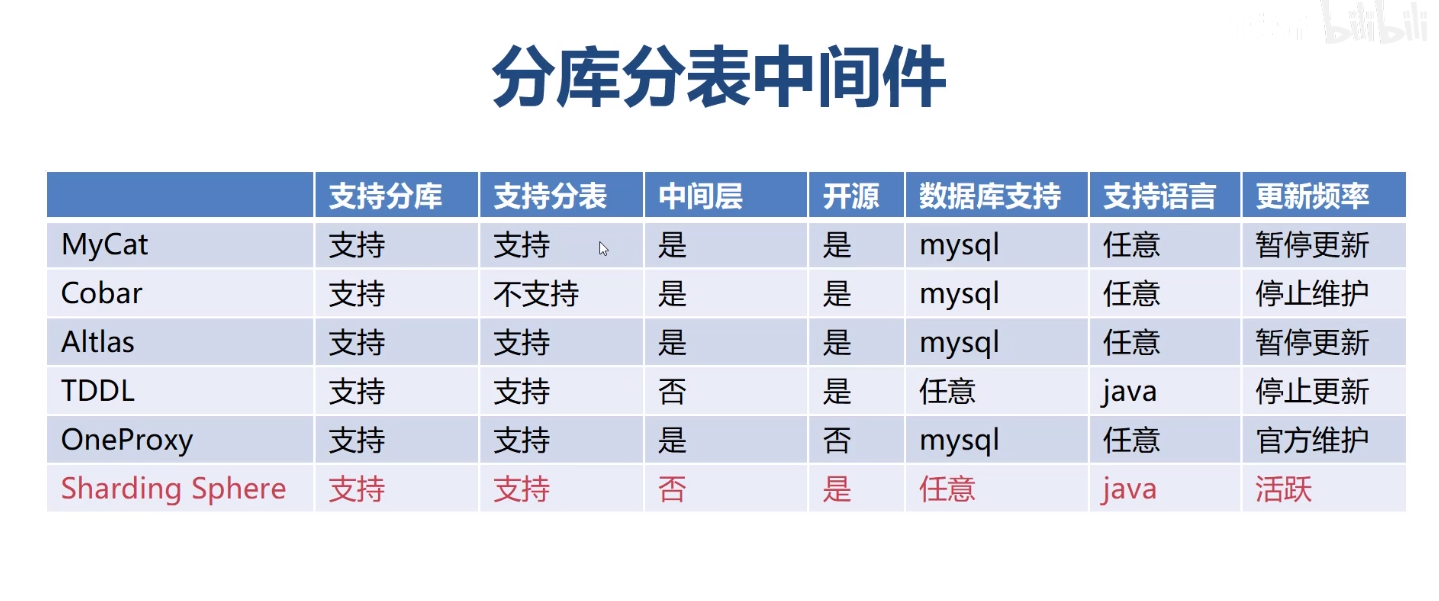 bilibili
分库分表中间件
支持分库 支持分表 中间层 开源 数据库支持 支持语言 更新频率
MyCat 支持 支持 是 是 mysql 任意 暂停更新
Cobar 支持 不支持 是 是 mysql 任意 停止维护
Altlas 支持 支持 是 是 mysql 任意 暂停更新
TDDL 支持 支持 否 是 任意 java 停止更新
OneProxy 支持 支持 是 否 mysql 任意 官方维护
Sharding Sphere 支持 支持 否 是 任意 java 活跃